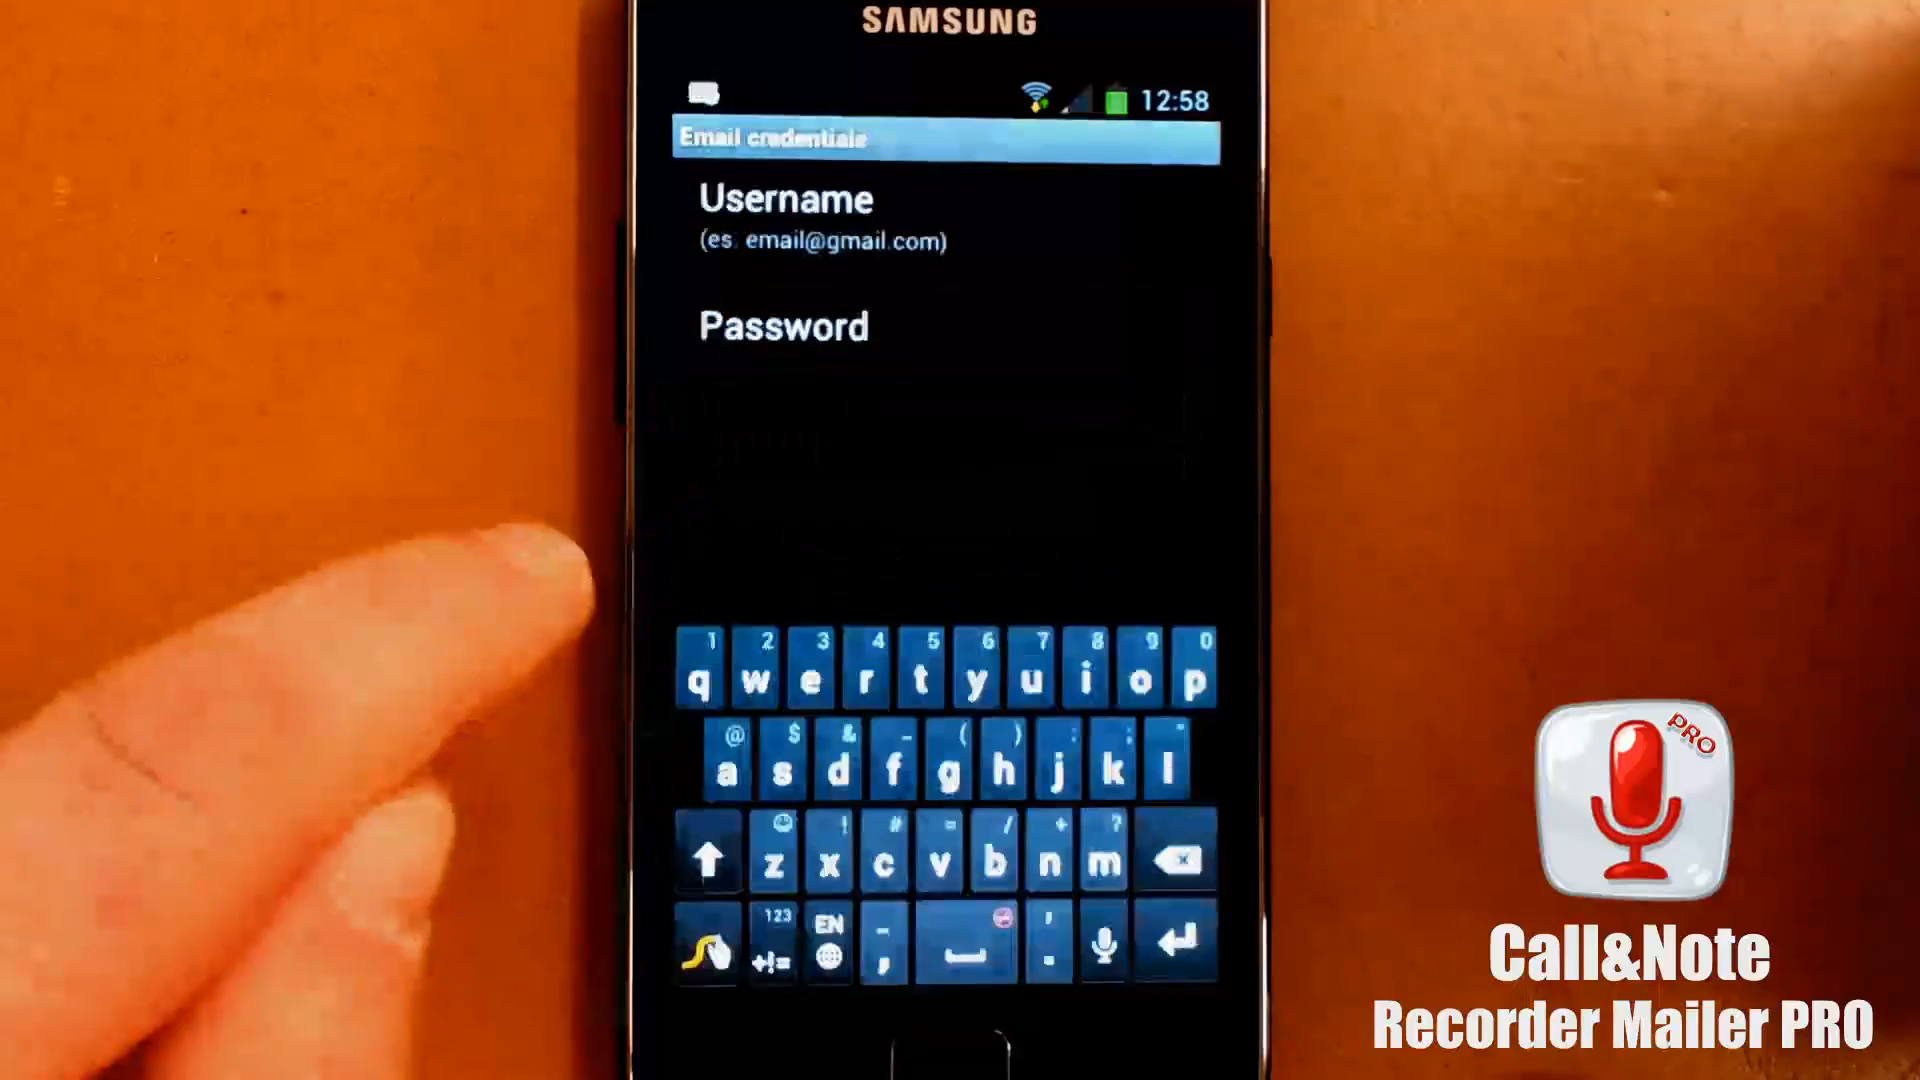 SAMSUNG
12:58
Email credentials
Username
(es. email@gmail.com)
Password
1 2 3 4 5 6 7 8 9 0
q w e r t y u i o p
@ $ & _ ( ) : ; "
a s d f g h j k l
! # = / + ?
z x c v b n m
123 EN
+!= , .
PRO
Call&Note
Recorder Mailer PRO